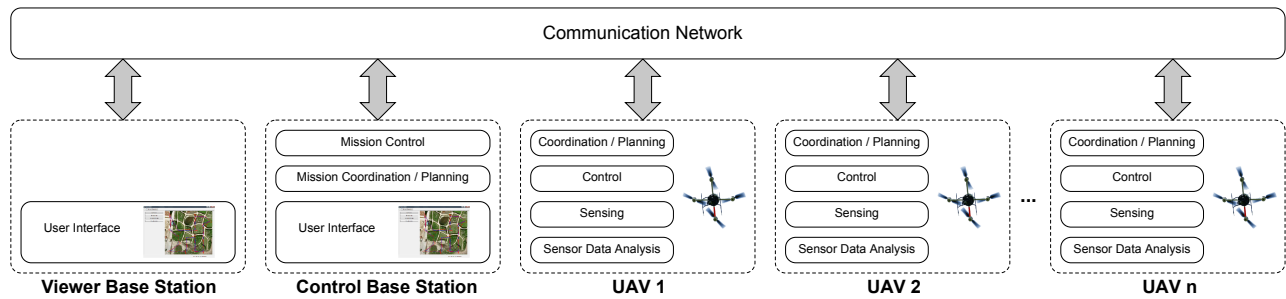 Communication Network
Mission Control
Mission Coordination / Planning
User Interface
User Interface
Coordination / Planning
Control
Sensing
Sensor Data Analysis
Coordination / Planning
Control
Sensing
Sensor Data Analysis
...
Coordination / Planning
Control
Sensing
Sensor Data Analysis
Viewer Base Station
Control Base Station
UAV 1
UAV 2
UAV n